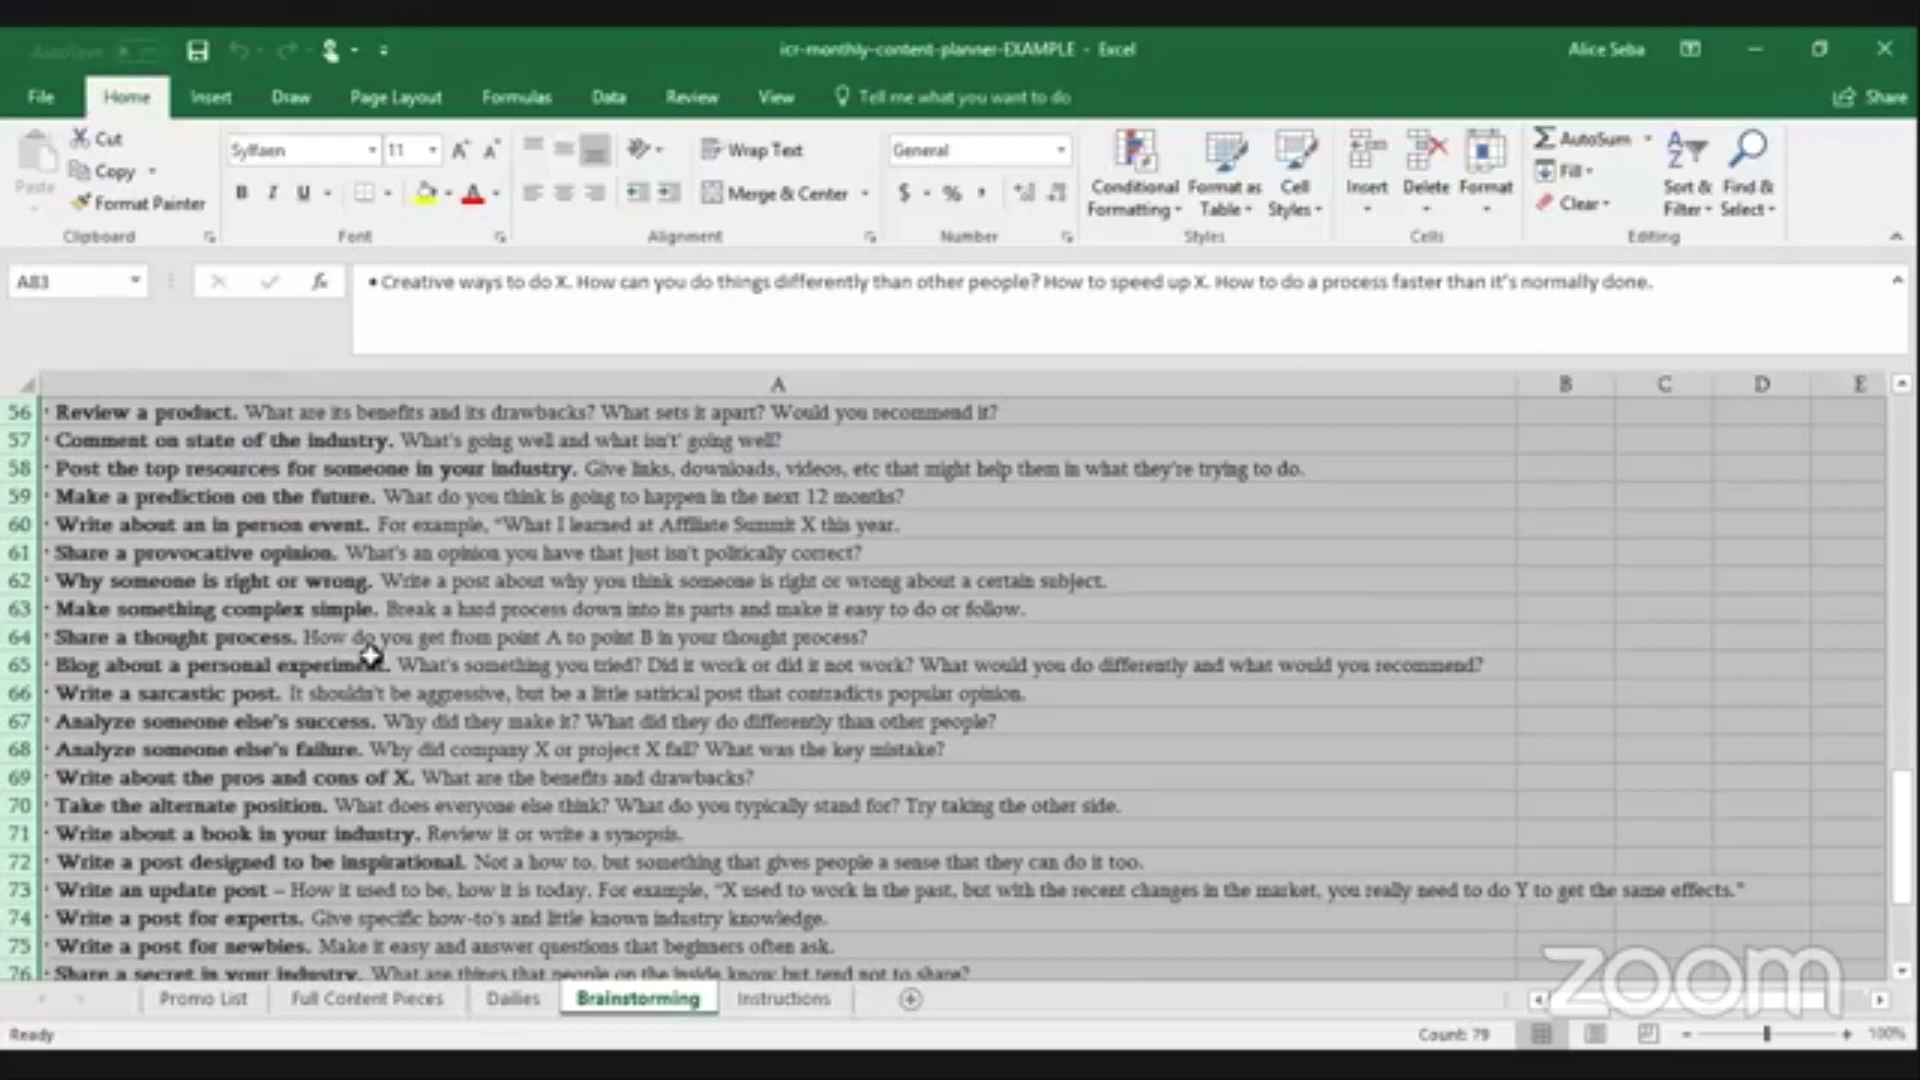 AutoSave
icr-monthly-content-planner-EXAMPLE - Excel
Alice Seba
File Home Insert Draw Page Layout Formulas Data Review View Tell me what you want to do Share
Paste
Cut
Copy
Format Painter
Clipboard
Sylfaen 11
B I U
Font
Wrap Text
Merge & Center
Alignment
General
$ % ,
Number
Conditional Formatting
Format as Table
Cell Styles
Styles
Insert Delete Format
Cells
AutoSum
Fill
Clear
Sort & Filter
Find & Select
Editing
A83
fx
• Creative ways to do X. How can you do things differently than other people? How to speed up X. How to do a process faster than it's normally done.
A B C D E
56 · Review a product. What are its benefits and its drawbacks? What sets it apart? Would you recommend it?
57 · Comment on state of the industry. What's going well and what isn't' going well?
58 · Post the top resources for someone in your industry. Give links, downloads, videos, etc that might help them in what they're trying to do.
59 · Make a prediction on the future. What do you think is going to happen in the next 12 months?
60 · Write about an in person event. For example, "What I learned at Affiliate Summit X this year.
61 · Share a provocative opinion. What's an opinion you have that just isn't politically correct?
62 · Why someone is right or wrong. Write a post about why you think someone is right or wrong about a certain subject.
63 · Make something complex simple. Break a hard process down into its parts and make it easy to do or follow.
64 · Share a thought process. How do you get from point A to point B in your thought process?
65 · Blog about a personal experiment. What's something you tried? Did it work or did it not work? What would you do differently and what would you recommend?
66 · Write a sarcastic post. It shouldn't be aggressive, but be a little satirical post that contradicts popular opinion.
67 · Analyze someone else's success. Why did they make it? What did they do differently than other people?
68 · Analyze someone else's failure. Why did company X or project X fail? What was the key mistake?
69 · Write about the pros and cons of X. What are the benefits and drawbacks?
70 · Take the alternate position. What does everyone else think? What do you typically stand for? Try taking the other side.
71 · Write about a book in your industry. Review it or write a synopsis.
72 · Write a post designed to be inspirational. Not a how to, but something that gives people a sense that they can do it too.
73 · Write an update post – How it used to be, how it is today. For example, "X used to work in the past, but with the recent changes in the market, you really need to do Y to get the same effects."
74 · Write a post for experts. Give specific how-to's and little known industry knowledge.
75 · Write a post for newbies. Make it easy and answer questions that beginners often ask.
76 · Share a secret in your industry. What are things that people on the inside know but tend not to share?
Promo List Full Content Pieces Dailies Brainstorming Instructions
zoom
Ready
Count: 79
100%